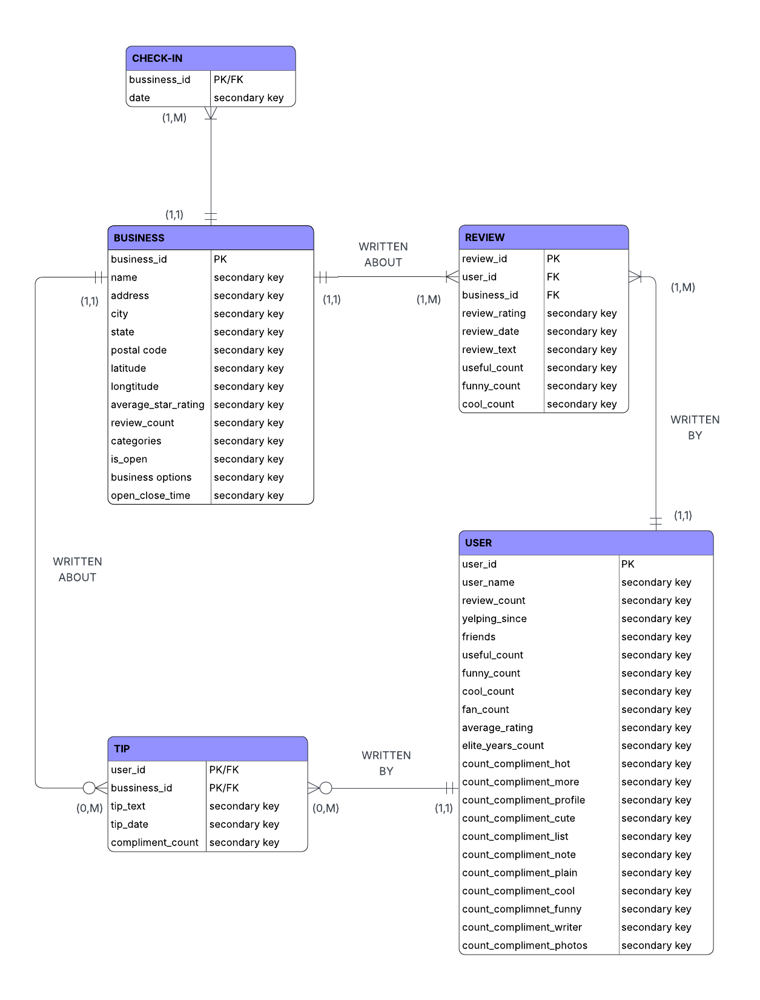 CHECK-IN
bussiness_id PK/FK
date secondary key
(1,M)
(1,1)
BUSINESS
business_id PK
name secondary key
address secondary key
city secondary key
state secondary key
postal code secondary key
latitude secondary key
longtitude secondary key
average_star_rating secondary key
review_count secondary key
categories secondary key
is_open secondary key
business options secondary key
open_close_time secondary key
(1,1)
WRITTEN
ABOUT
(1,1)
(1,M)
REVIEW
review_id PK
user_id FK
business_id FK
review_rating secondary key
review_date secondary key
review_text secondary key
useful_count secondary key
funny_count secondary key
cool_count secondary key
(1,M)
WRITTEN
BY
(1,1)
USER
user_id PK
user_name secondary key
review_count secondary key
yelping_since secondary key
friends secondary key
useful_count secondary key
funny_count secondary key
cool_count secondary key
fan_count secondary key
average_rating secondary key
elite_years_count secondary key
count_compliment_hot secondary key
count_compliment_more secondary key
count_compliment_profile secondary key
count_compliment_cute secondary key
count_compliment_list secondary key
count_compliment_note secondary key
count_compliment_plain secondary key
count_compliment_cool secondary key
count_complimnet_funny secondary key
count_compliment_writer secondary key
count_compliment_photos secondary key
WRITTEN
ABOUT
(0,M)
TIP
user_id PK/FK
bussiness_id PK/FK
tip_text secondary key
tip_date secondary key
compliment_count secondary key
WRITTEN
BY
(0,M)
(1,1)